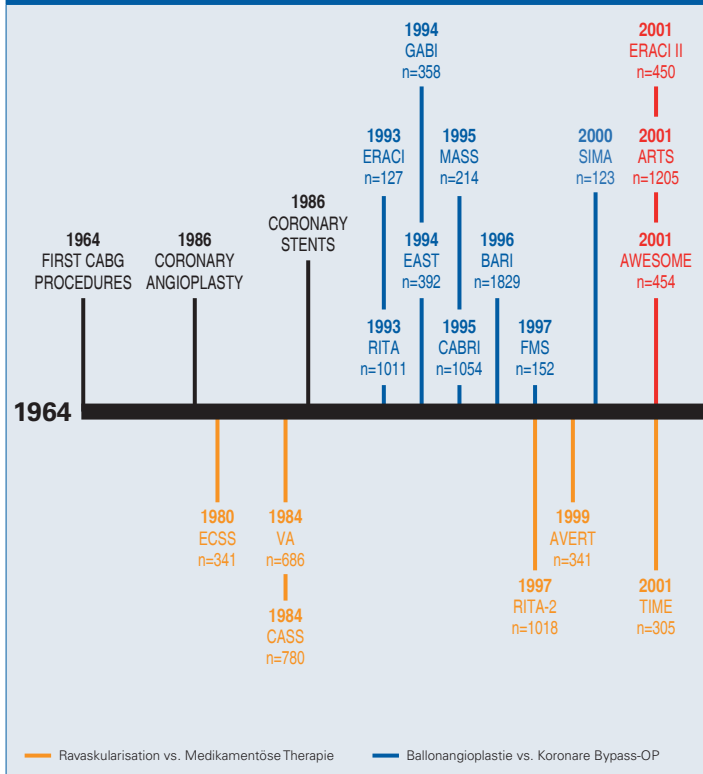 1994
GABI
n=358
2001
ERACI II
n=450
1993
ERACI
n=127
1995
MASS
n=214
2000
SIMA
n=123
2001
ARTS
n=1205
1986
CORONARY
STENTS
1964
FIRST CABG
PROCEDURES
1986
CORONARY
ANGIOPLASTY
1994
EAST
n=392
1996
BARI
n=1829
2001
AWESOME
n=454
1993
RITA
n=1011
1995
CABRI
n=1054
1997
FMS
n=152
1964
1980
ECSS
n=341
1984
VA
n=686
1999
AVERT
n=341
1984
CASS
n=780
1997
RITA-2
n=1018
2001
TIME
n=305
Ravaskularisation vs. Medikamentöse Therapie
Ballonangioplastie vs. Koronare Bypass-OP